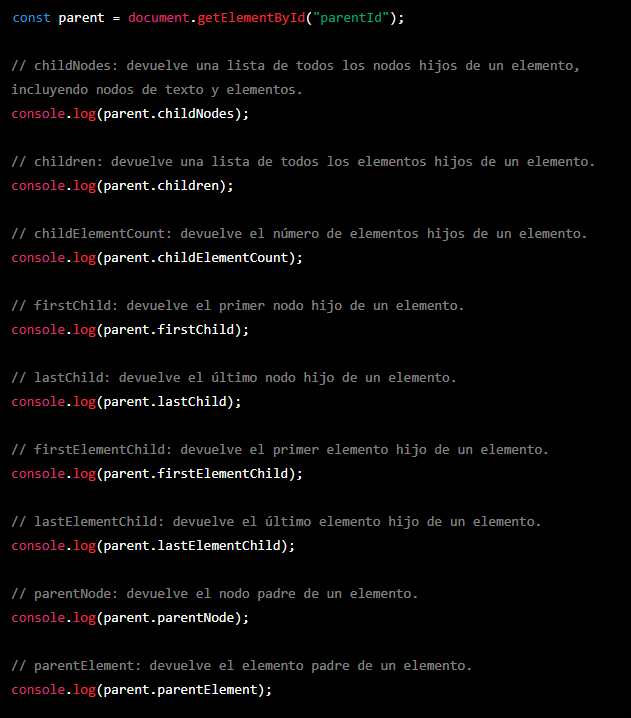 const parent = document.getElementById("parentId");
// childNodes: devuelve una lista de todos los nodos hijos de un elemento,
incluyendo nodos de texto y elementos.
console.log(parent.childNodes);
// children: devuelve una lista de todos los elementos hijos de un elemento.
console.log(parent.children);
// childElementCount: devuelve el número de elementos hijos de un elemento.
console.log(parent.childElementCount);
// firstChild: devuelve el primer nodo hijo de un elemento.
console.log(parent.firstChild);
// lastChild: devuelve el último nodo hijo de un elemento.
console.log(parent.lastChild);
// firstElementChild: devuelve el primer elemento hijo de un elemento.
console.log(parent.firstElementChild);
// lastElementChild: devuelve el último elemento hijo de un elemento.
console.log(parent.lastElementChild);
// parentNode: devuelve el nodo padre de un elemento.
console.log(parent.parentNode);
// parentElement: devuelve el elemento padre de un elemento.
console.log(parent.parentElement);